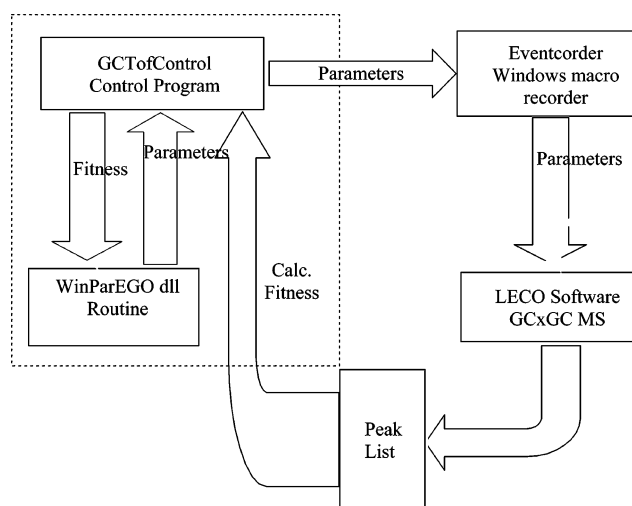 GCTofControl
Control Program
Parameters
Eventcorder
Windows macro
recorder
Fitness
Parameters
Parameters
WinParEGO dll
Routine
Calc.
Fitness
LECO Software
GCxGC MS
Peak
List